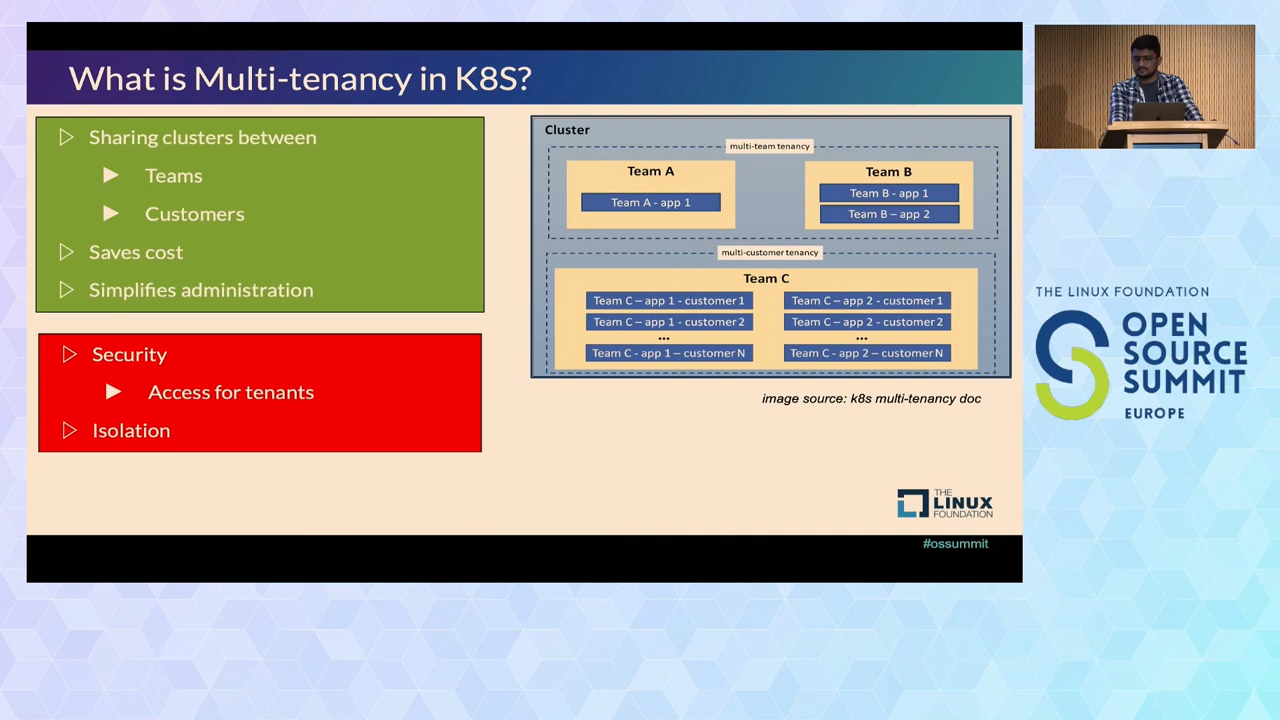 What is Multi-tenancy in K8S?
Sharing clusters between
Teams
Customers
Saves cost
Simplifies administration
Security
Access for tenants
Isolation
Cluster
multi-team tenancy
Team A
Team A - app 1
Team B
Team B - app 1
Team B – app 2
multi-customer tenancy
Team C
Team C – app 1 - customer 1
Team C – app 1 - customer 2
...
Team C - app 1 – customer N
Team C – app 2 - customer 1
Team C – app 2 - customer 2
...
Team C - app 2 – customer N
image source: k8s multi-tenancy doc
THE
LINUX
FOUNDATION
#ossummit
THE LINUX FOUNDATION
OPEN
SOURCE
SUMMIT
EUROPE